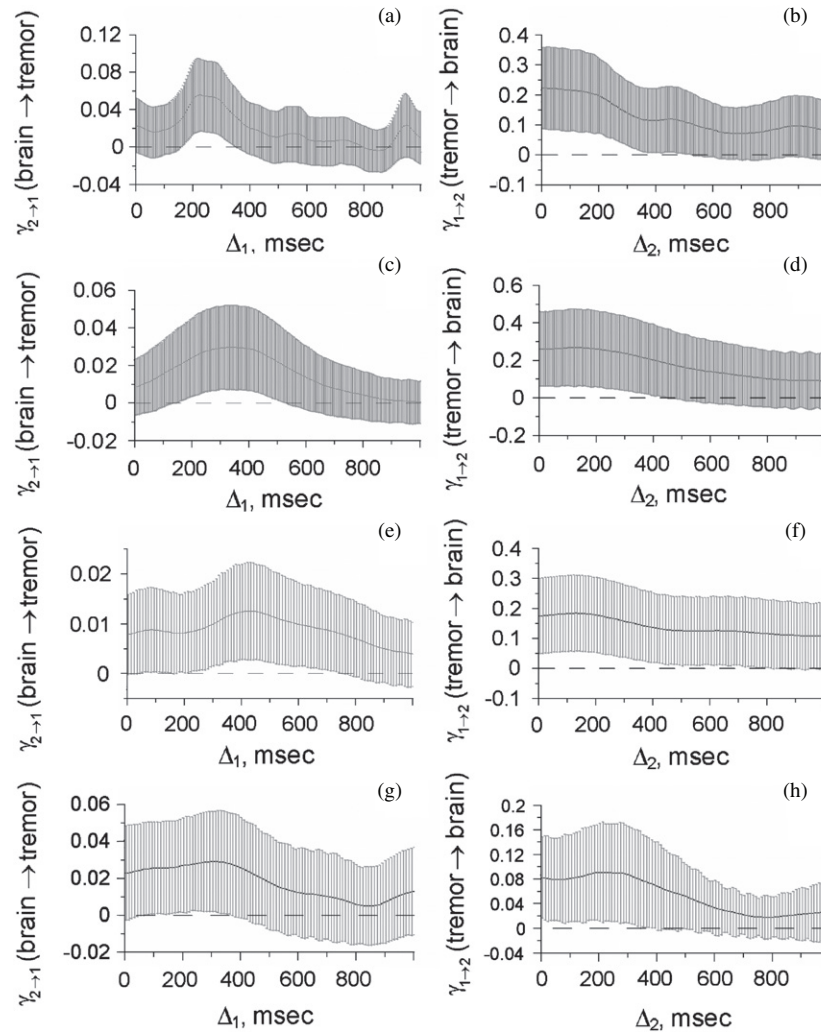 (a)
γ2→1 (brain →tremor)
0.12
0.08
0.04
0
-0.04
0 200 400 600 800
Δ1, msec
(b)
γ1→2 (tremor → brain)
0.4
0.3
0.2
0.1
0
-0.1
0 200 400 600 800
Δ2, msec
(c)
γ2→1 (brain →tremor)
0.06
0.04
0.02
0
-0.02
0 200 400 600 800
Δ1, msec
(d)
γ1→2 (tremor → brain)
0.6
0.4
0.2
0
-0.2
0 200 400 600 800
Δ2, msec
(e)
γ2→1 (brain →tremor)
0.02
0.01
0
0 200 400 600 800
Δ1, msec
(f)
γ1→2 (tremor → brain)
0.4
0.3
0.2
0.1
0
-0.1
0 200 400 600 800
Δ2, msec
(g)
γ2→1 (brain →tremor)
0.06
0.04
0.02
0
-0.02
0 200 400 600 800
Δ1, msec
(h)
γ1→2 (tremor → brain)
0.2
0.16
0.12
0.08
0.04
0
-0.04
0 200 400 600 800
Δ2, msec